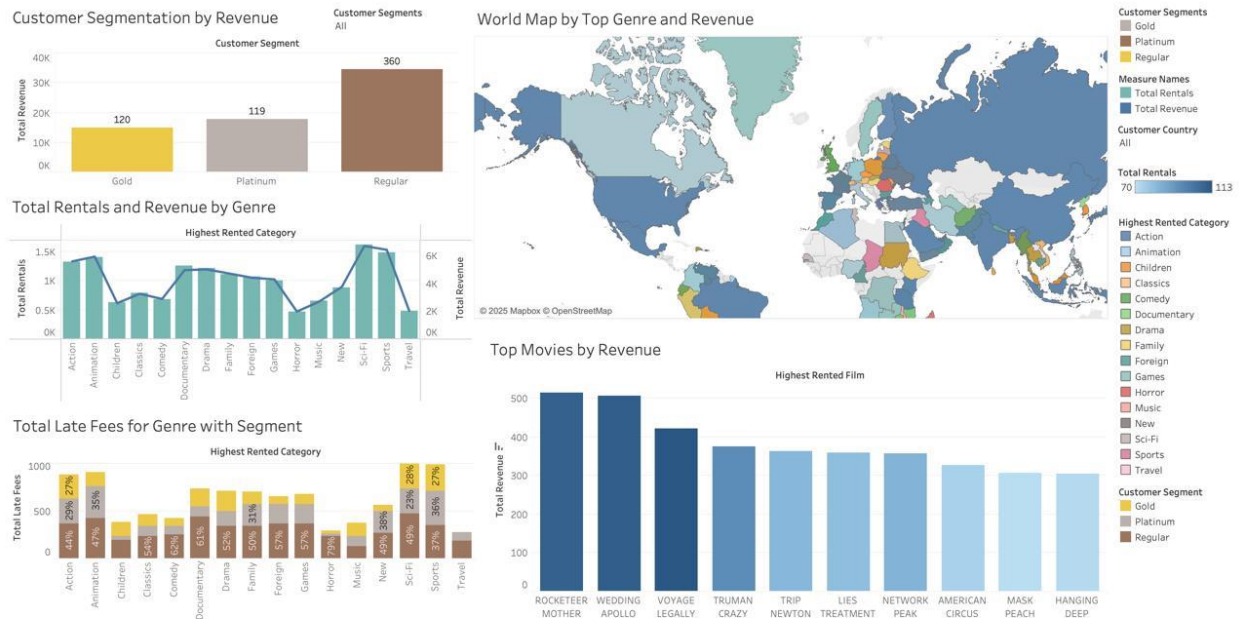 Customer Segmentation by Revenue
Customer Segments
All
Customer Segment
Total Revenue
40K
30K
20K
10K
0K
120
119
360
Gold
Platinum
Regular
Total Rentals and Revenue by Genre
Highest Rented Category
Total Rentals
1.5K
1K
0.5K
0K
6K
4K
2K
0K
Total Revenue
Action
Animation
Children
Classics
Comedy
Documentary
Drama
Family
Foreign
Games
Horror
Music
New
Sci-Fi
Sports
Travel
Total Late Fees for Genre with Segment
Highest Rented Category
Total Late Fees
1000
500
0
27%
29%
44%
35%
47%
54%
62%
61%
52%
31%
50%
57%
57%
79%
38%
49%
28%
23%
49%
27%
36%
37%
Action
Animation
Children
Classics
Comedy
Documentary
Drama
Family
Foreign
Games
Horror
Music
New
Sci-Fi
Sports
Travel
World Map by Top Genre and Revenue
© 2025 Mapbox © OpenStreetMap
Top Movies by Revenue
Highest Rented Film
Total Revenue
500
400
300
200
100
0
ROCKETEER
MOTHER
WEDDING
APOLLO
VOYAGE
LEGALLY
TRUMAN
CRAZY
TRIP
NEWTON
LIES
TREATMENT
NETWORK
PEAK
AMERICAN
CIRCUS
MASK
PEACH
HANGING
DEEP
Customer Segments
Gold
Platinum
Regular
Measure Names
Total Rentals
Total Revenue
Customer Country
All
Total Rentals
70 113
Highest Rented Category
Action
Animation
Children
Classics
Comedy
Documentary
Drama
Family
Foreign
Games
Horror
Music
New
Sci-Fi
Sports
Travel
Customer Segment
Gold
Platinum
Regular